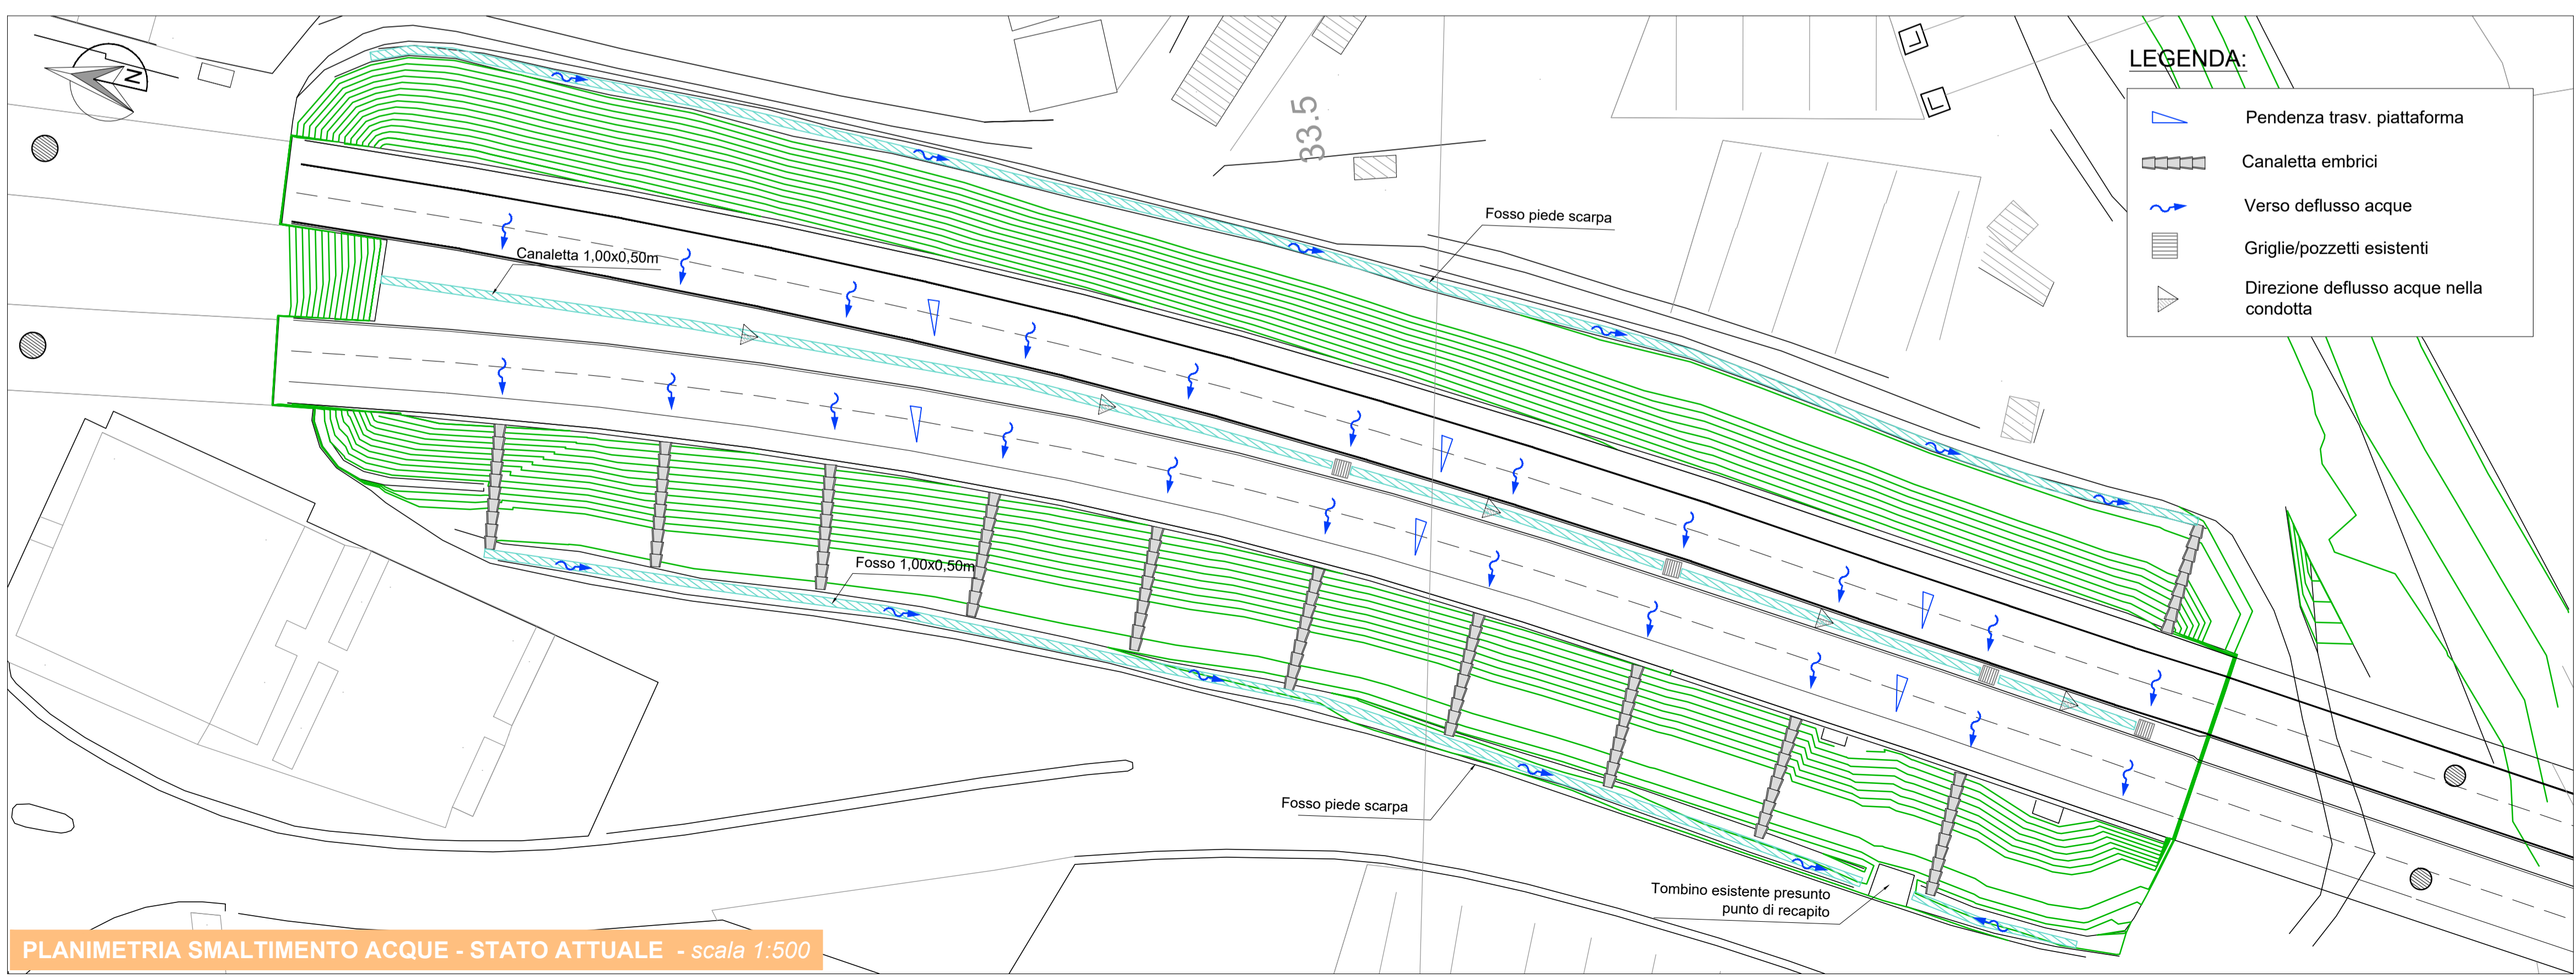 N
33.5
LEGENDA:
Pendenza trasv. piattaforma
Canaletta embrici
Verso deflusso acque
Griglie/pozzetti esistenti
Direzione deflusso acque nella
condotta
Fosso piede scarpa
Canaletta 1,00x0,50m
Fosso 1,00x0,50m
Fosso piede scarpa
Tombino esistente presunto
punto di recapito
PLANIMETRIA SMALTIMENTO ACQUE - STATO ATTUALE - scala 1:500